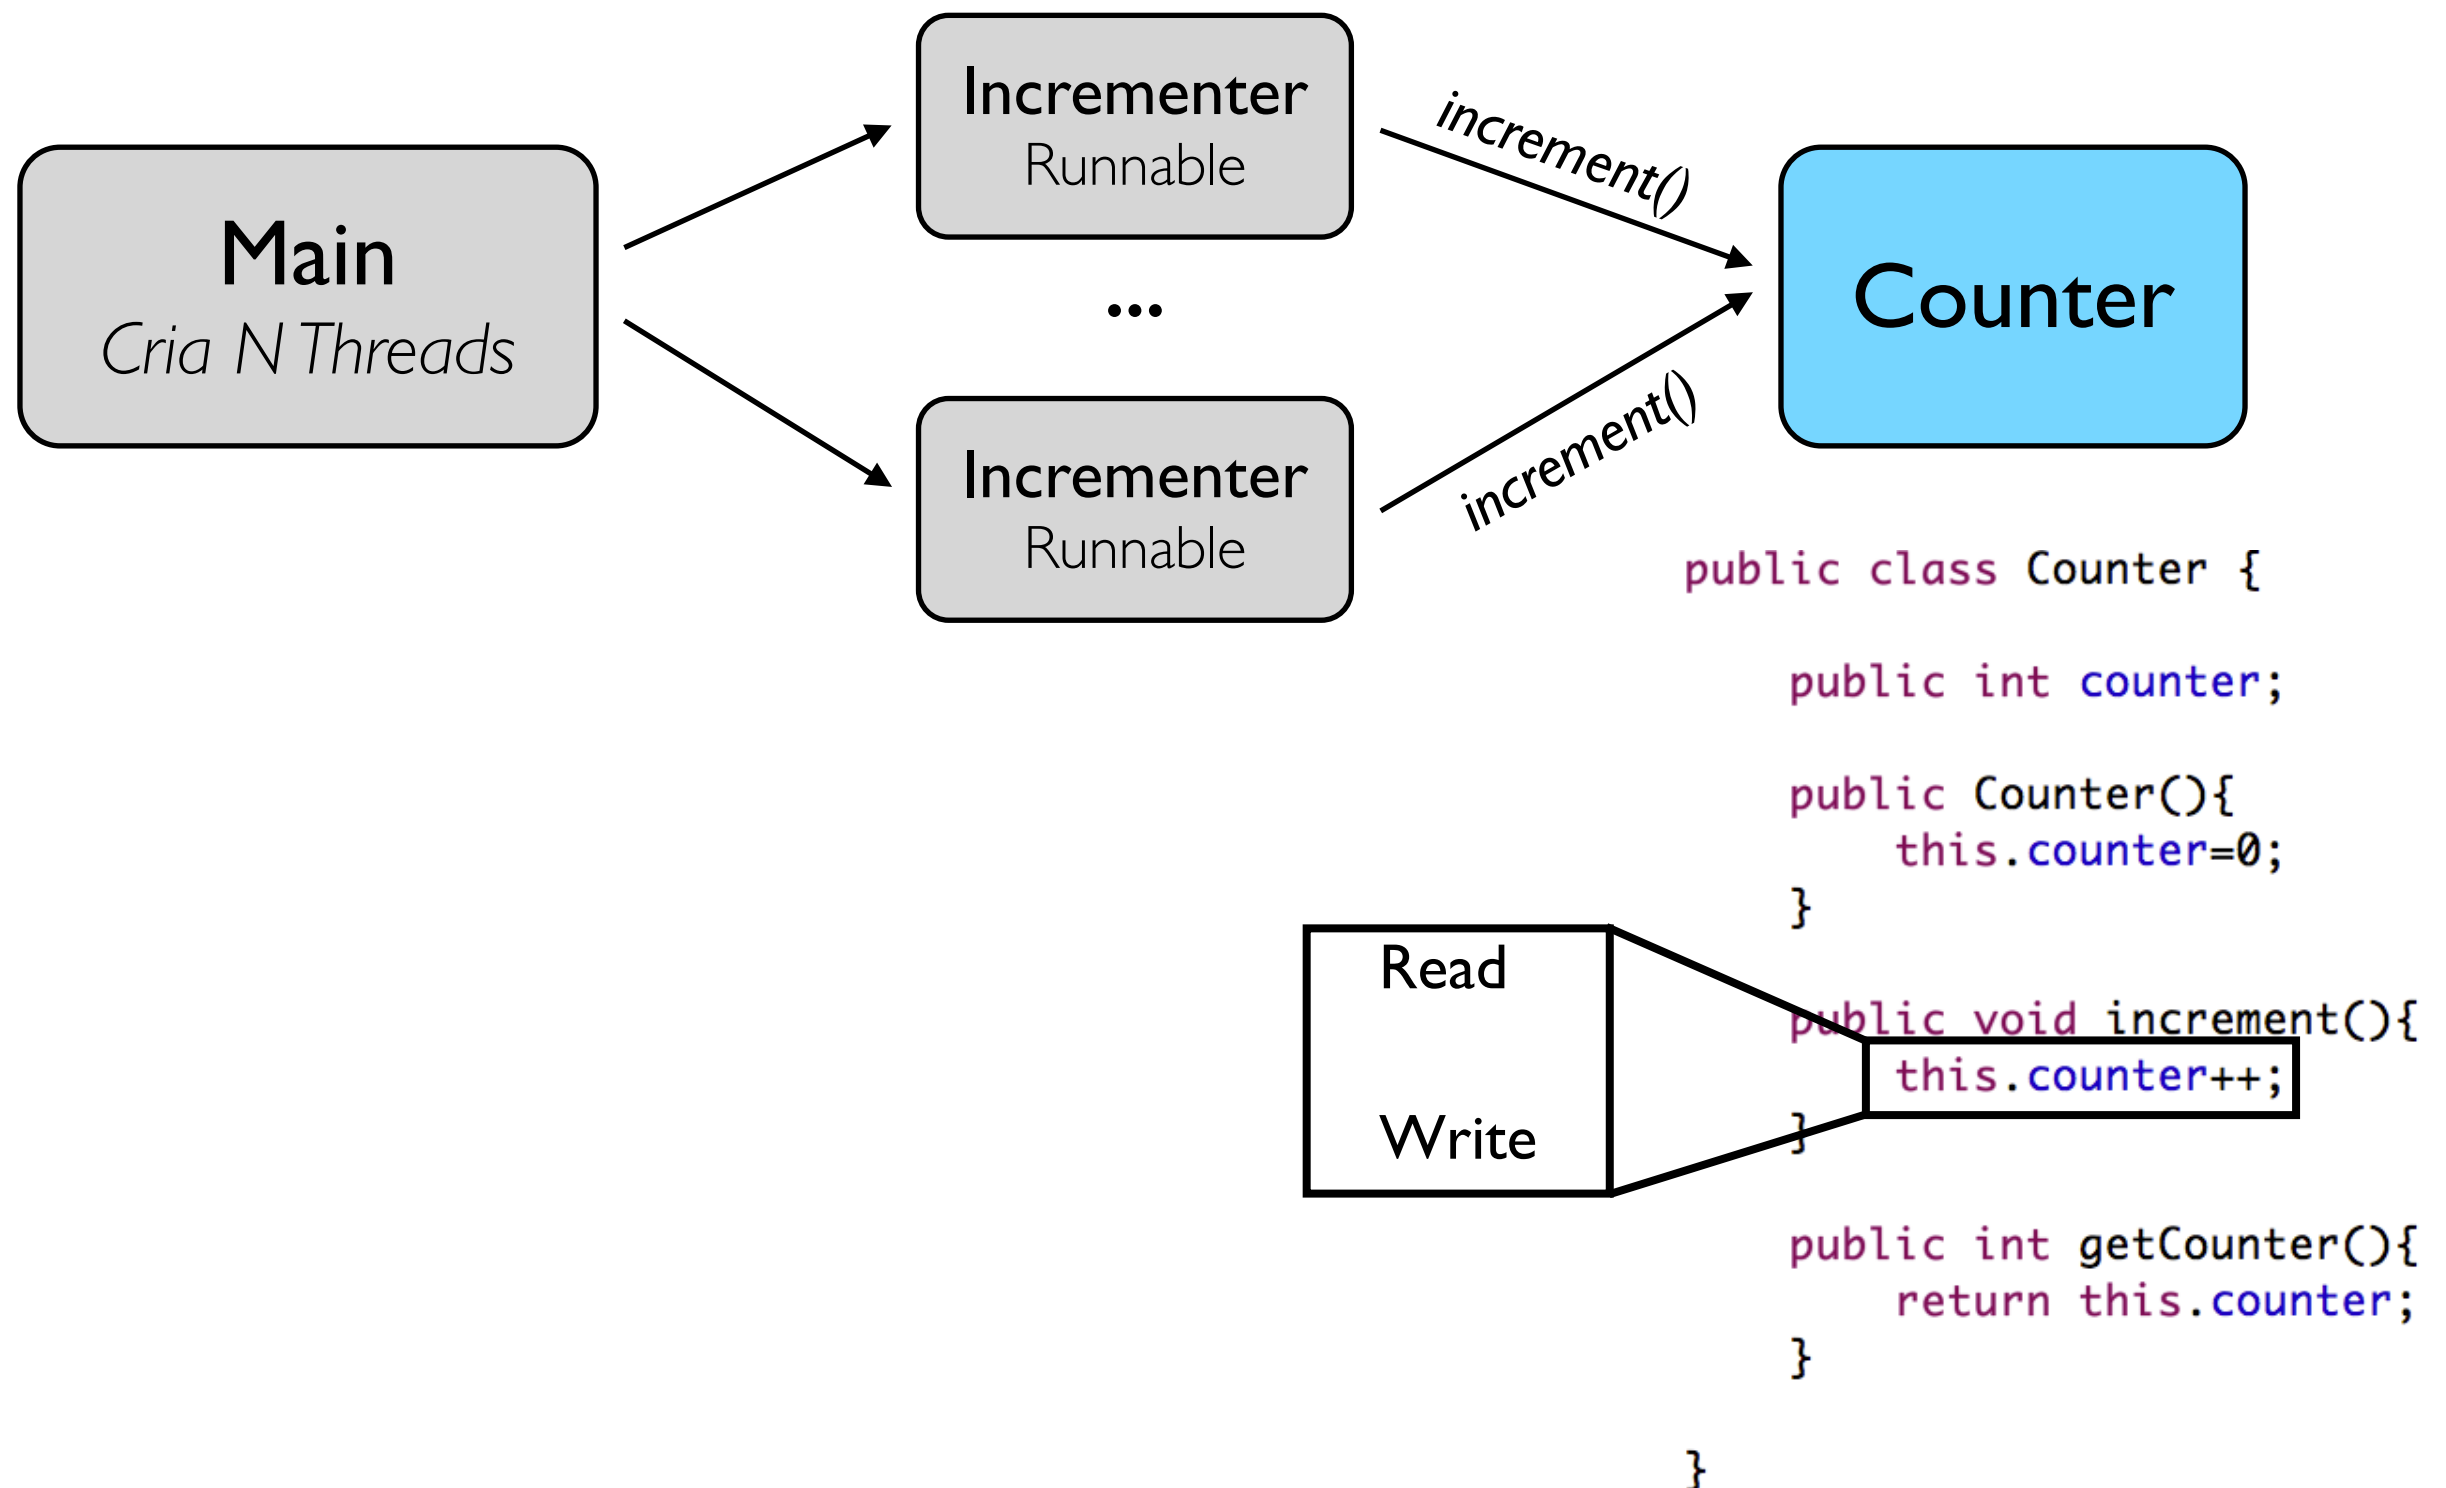 Main
Cria N Threads
Incrementer
Runnable
...
Incrementer
Runnable
increment()
increment()
Counter
public class Counter {
public int counter;
public Counter(){
this.counter=0;
}
public void increment(){
this.counter++;
}
public int getCounter(){
return this.counter;
}
}
Read
Write